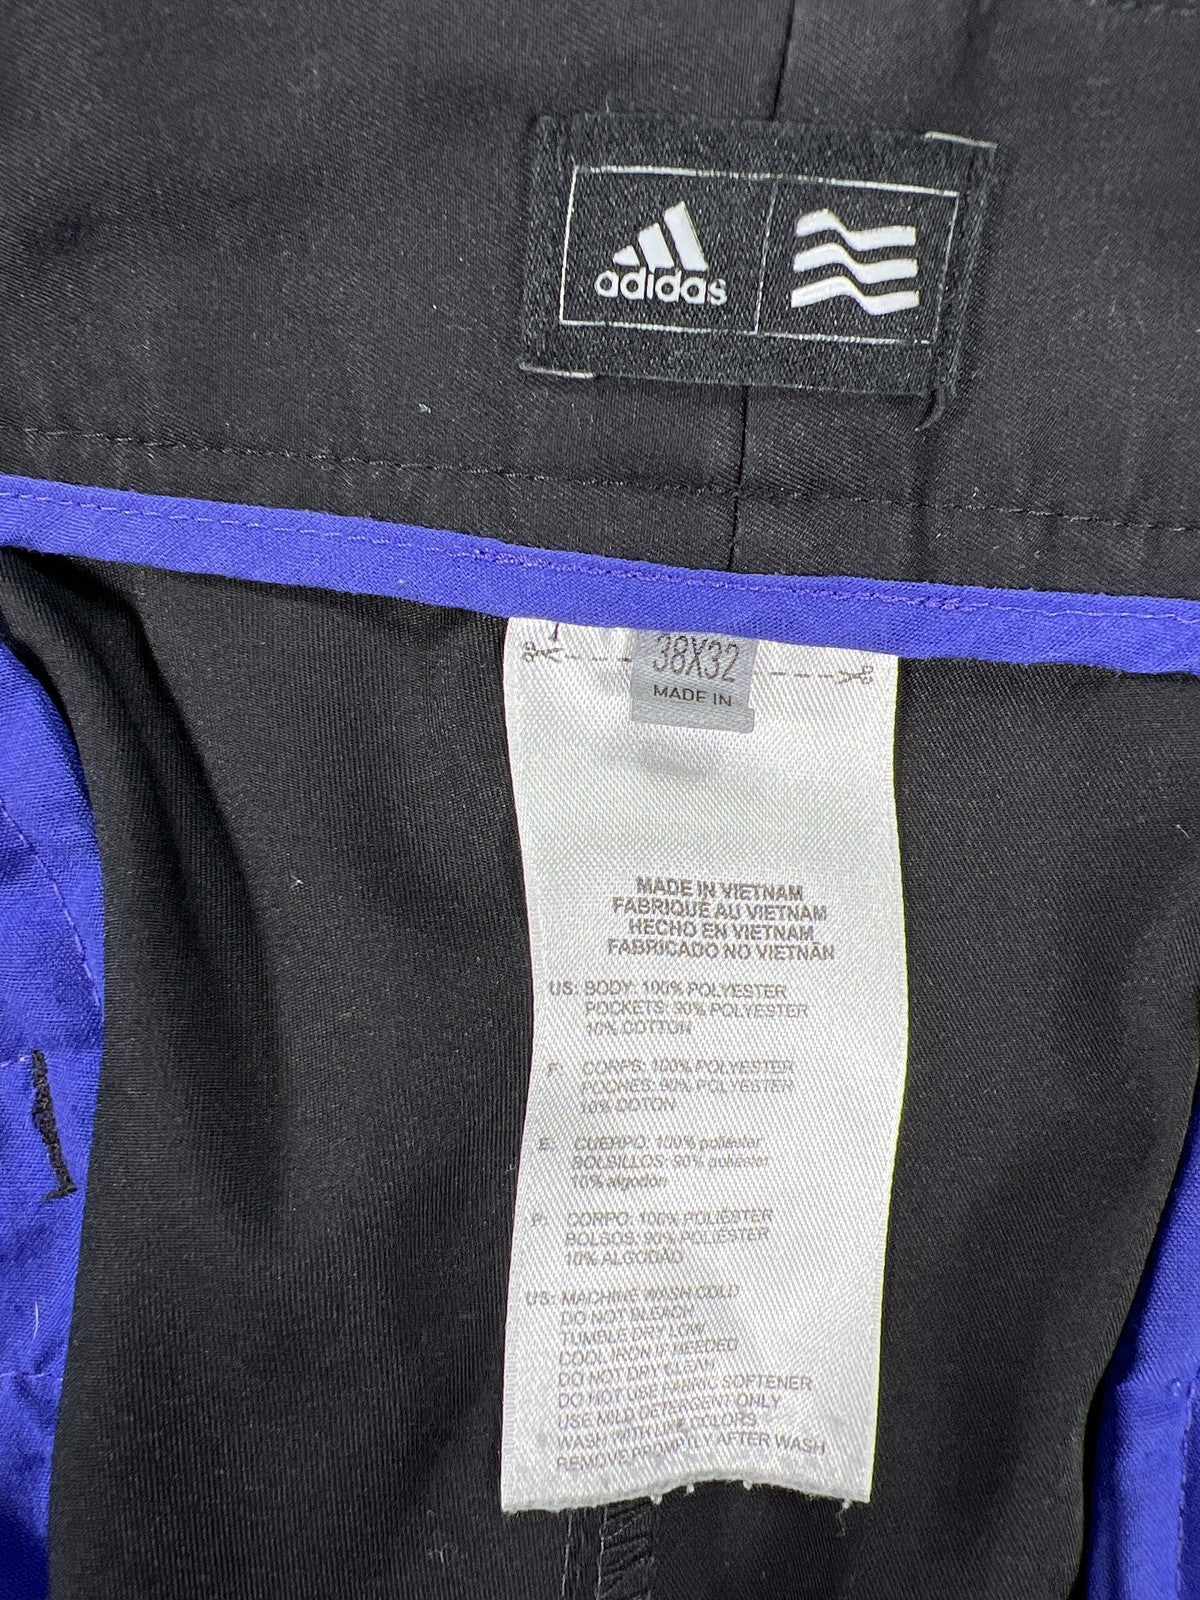 adidas
38X32
MADE IN
MADE IN VIETNAM
FABRIQUÉ AU VIETNAM
HECHO EN VIETNAM
FABRICADO NO VIETNÃN
US: BODY: 100% POLYESTER
POCKETS: 90% POLYESTER
10% COTTON
F: CORPS: 100% POLYESTER
POCHES: 90% POLYESTER
10% COTON
E: CUERPO: 100% poliéster
BOLSILLOS: 90% poliéster
10% algodon
P: CORPO: 100% POLIÉSTER
BOLSOS: 90% POLIÉSTER
10% ALGODÃO
US: MACHINE WASH COLD
DO NOT BLEACH
TUMBLE DRY LOW
COOL IRON IF NEEDED
DO NOT DRY CLEAN
DO NOT USE FABRIC SOFTENER
USE MILD DETERGENT ONLY
WASH WITH LIKE COLORS
REMOVE PROMPTLY AFTER WASH